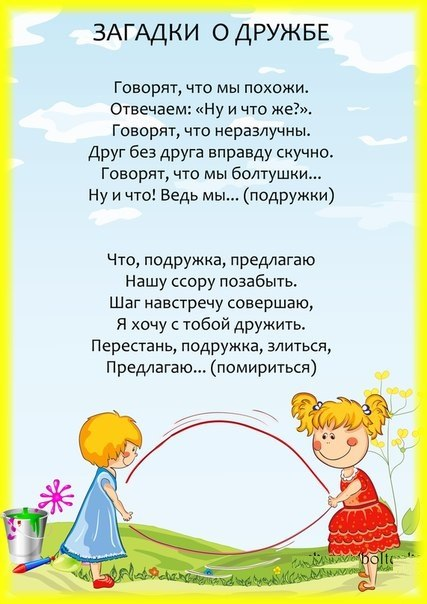 ЗАГАДКИ О ДРУЖБЕ
Говорят, что мы похожи.
Отвечаем: «Ну и что же?».
Говорят, что неразлучны.
Друг без друга вправду скучно.
Говорят, что мы болтушки...
Ну и что! Ведь мы... (подружки)
Что, подружка, предлагаю
Нашу ссору позабыть.
Шаг навстречу совершаю,
Я хочу с тобой дружить.
Перестань, подружка, злиться,
Предлагаю... (помириться)